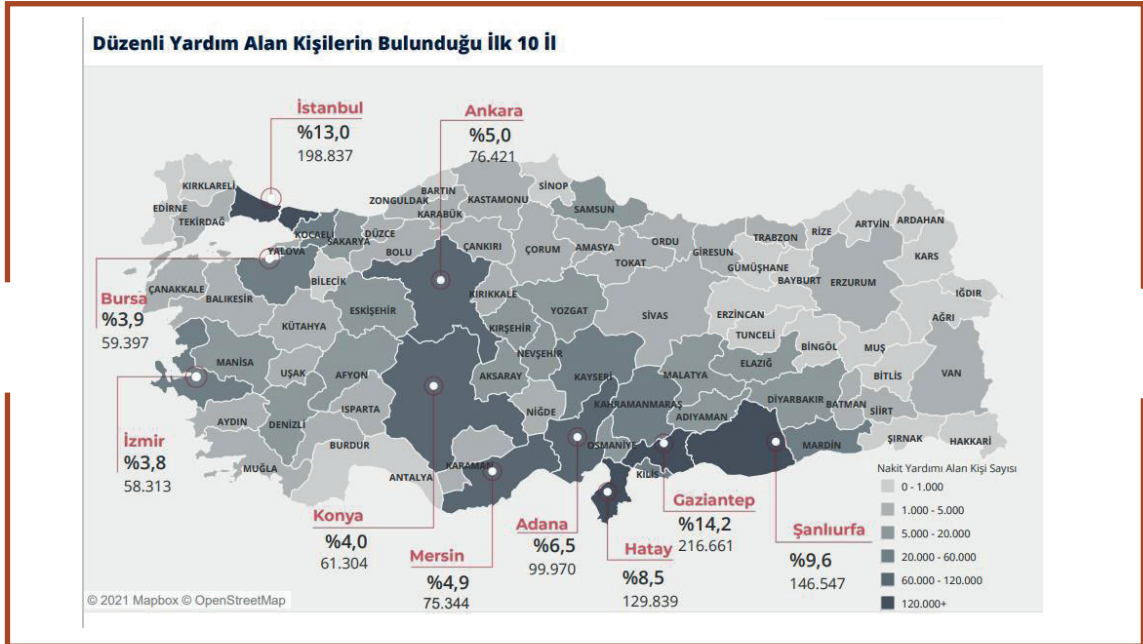 Düzenli Yardım Alan Kişilerin Bulunduğu İlk 10 İl
İstanbul
%13,0
198.837
Ankara
%5,0
76.421
KIRKLARELİ
EDİRNE
TEKİRDAĞ
KOCAELİ
SAKARYA
YALOVA
DÜZCE
ZONGULDAK
BARTIN
KARABÜK
KASTAMONU
SİNOP
SAMSUN
BOLU
ÇANKIRI
ÇORUM
AMASYA
TOKAT
ORDU
GİRESUN
TRABZON
RİZE
ARTVİN
ARDAHAN
KARS
GÜMÜŞHANE
BAYBURT
ERZURUM
IĞDIR
AĞRI
ÇANAKKALE
BALIKESİR
BİLECİK
ESKİŞEHİR
KIRIKKALE
YOZGAT
SİVAS
ERZİNCAN
TUNCELİ
BİNGÖL
MUŞ
Bursa
%3,9
59.397
KÜTAHYA
KIRŞEHİR
NEVŞEHİR
KAYSERİ
MALATYA
ELAZIĞ
BİTLİS
VAN
MANİSA
UŞAK
AFYON
AKSARAY
NİĞDE
KAHRAMANMARAŞ
ADIYAMAN
DİYARBAKIR
BATMAN
SİİRT
AYDIN
DENİZLİ
ISPARTA
BURDUR
OSMANİYE
MARDİN
ŞIRNAK
HAKKARİ
MUĞLA
ANTALYA
KARAMAN
KİLİS
İzmir
%3,8
58.313
Konya
%4,0
61.304
Mersin
%4,9
75.344
Adana
%6,5
99.970
Hatay
%8,5
129.839
Gaziantep
%14,2
216.661
Şanlıurfa
%9,6
146.547
Nakit Yardımı Alan Kişi Sayısı
0 - 1.000
1.000 - 5.000
5.000 - 20.000
20.000 - 60.000
60.000 - 120.000
120.000+
© 2021 Mapbox © OpenStreetMap